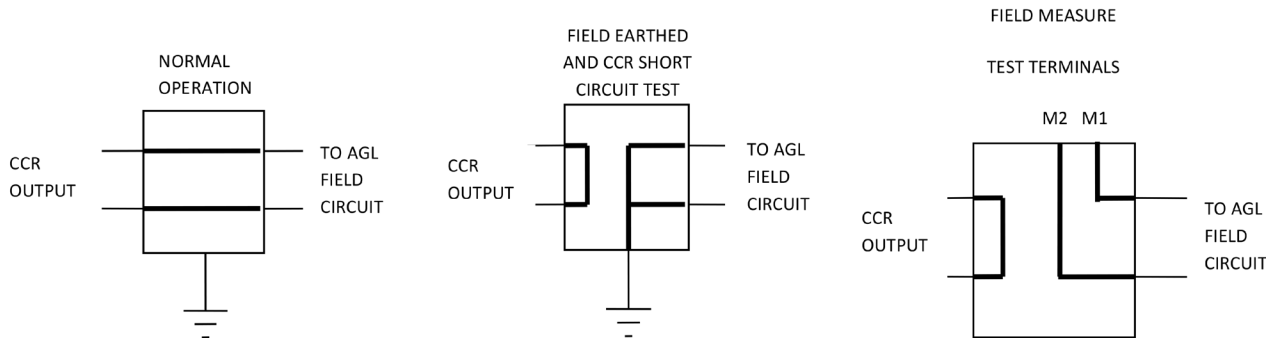 NORMAL
OPERATION
CCR
OUTPUT
TO AGL
FIELD
CIRCUIT
FIELD EARTHED
AND CCR SHORT
CIRCUIT TEST
CCR
OUTPUT
TO AGL
FIELD
CIRCUIT
FIELD MEASURE
TEST TERMINALS
M2 M1
CCR
OUTPUT
TO AGL
FIELD
CIRCUIT